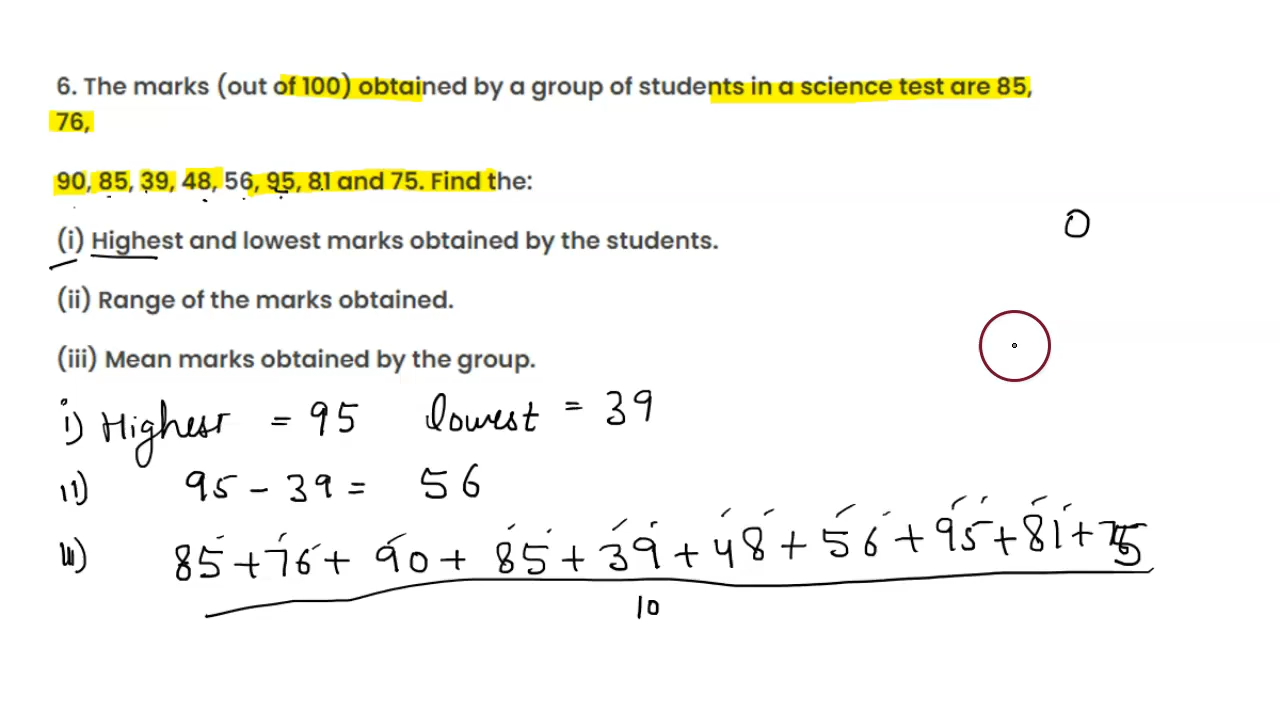 6. The marks (out of 100) obtained by a group of students in a science test are 85,
76,
90, 85, 39, 48, 56, 95, 81 and 75. Find the:
(i) Highest and lowest marks obtained by the students.
0
(ii) Range of the marks obtained.
(iii) Mean marks obtained by the group.
i) Highest = 95 lowest = 39
ii) 95 - 39 = 56
iii) 85 + 76 + 90 + 85 + 39 + 48 + 56 + 95 + 81 + 75
10